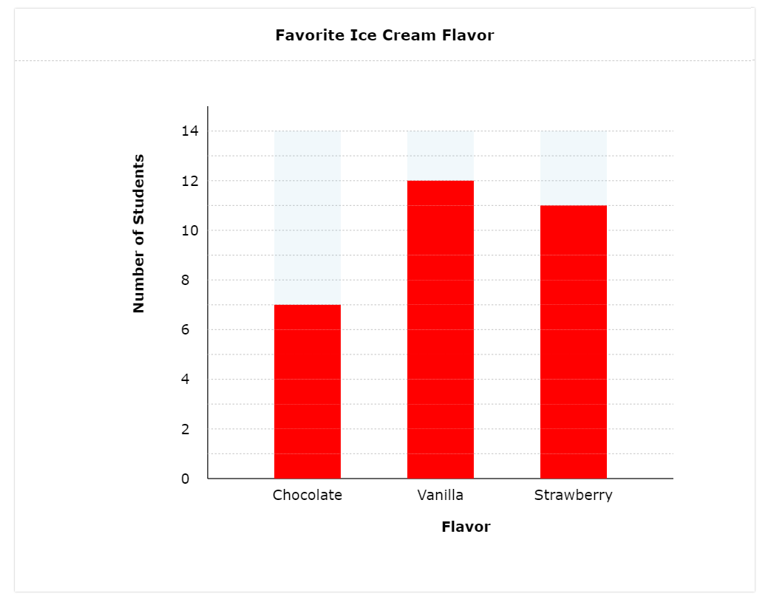 Favorite Ice Cream Flavor
Number of Students
14
12
10
8
6
4
2
0
Chocolate Vanilla Strawberry
Flavor